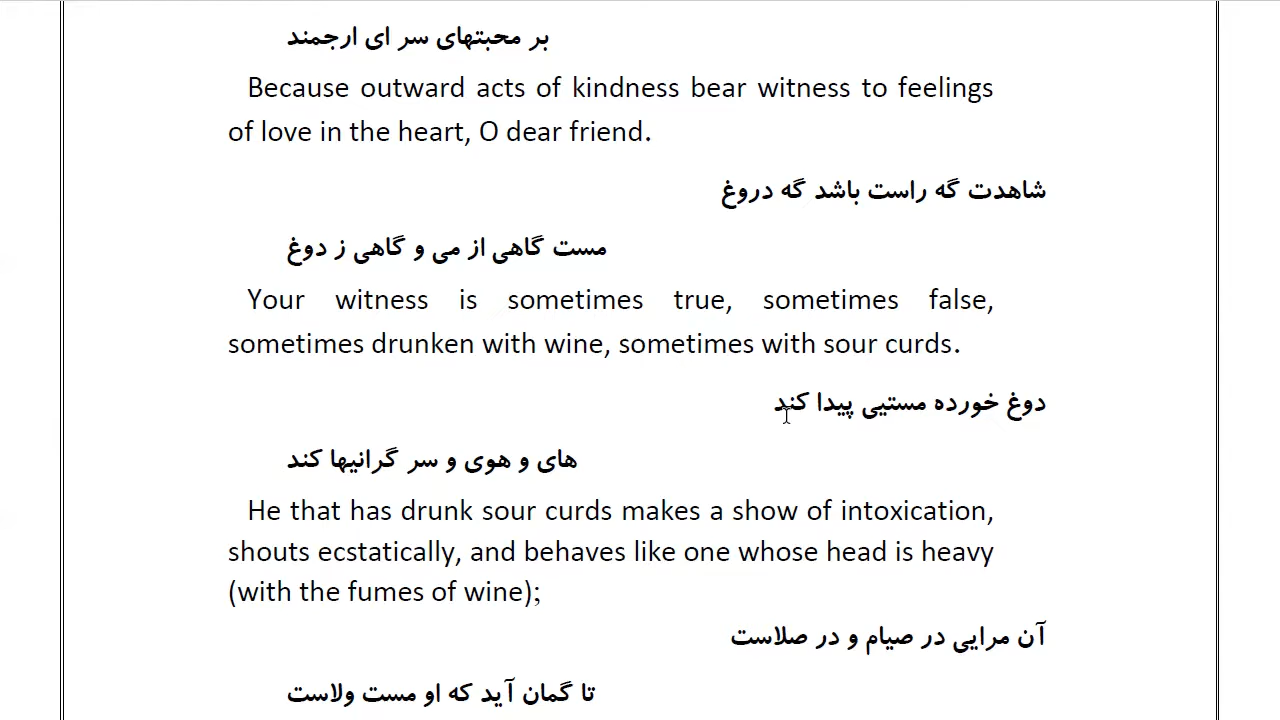 بر محبتهای سر ای ارجمند
Because outward acts of kindness bear witness to feelings
of love in the heart, O dear friend.
شاهدت گه راست باشد گه دروغ
مست گاهی از می و گاهی ز دوغ
Your witness is sometimes true, sometimes false,
sometimes drunken with wine, sometimes with sour curds.
دوغ خورده مستیی پیدا کند
های و هوی و سر گرانیها کند
He that has drunk sour curds makes a show of intoxication,
shouts ecstatically, and behaves like one whose head is heavy
(with the fumes of wine);
آن مرایی در صیام و در صلاست
تا گمان آید که او مست ولاست